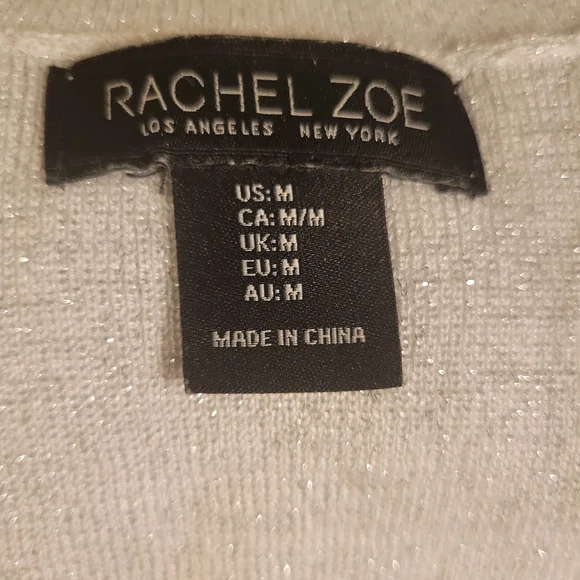 RACHEL ZOE
LOS ANGELES NEW YORK
US:M
CA:M/M
UK:M
EU:M
AU:M
MADE IN CHINA